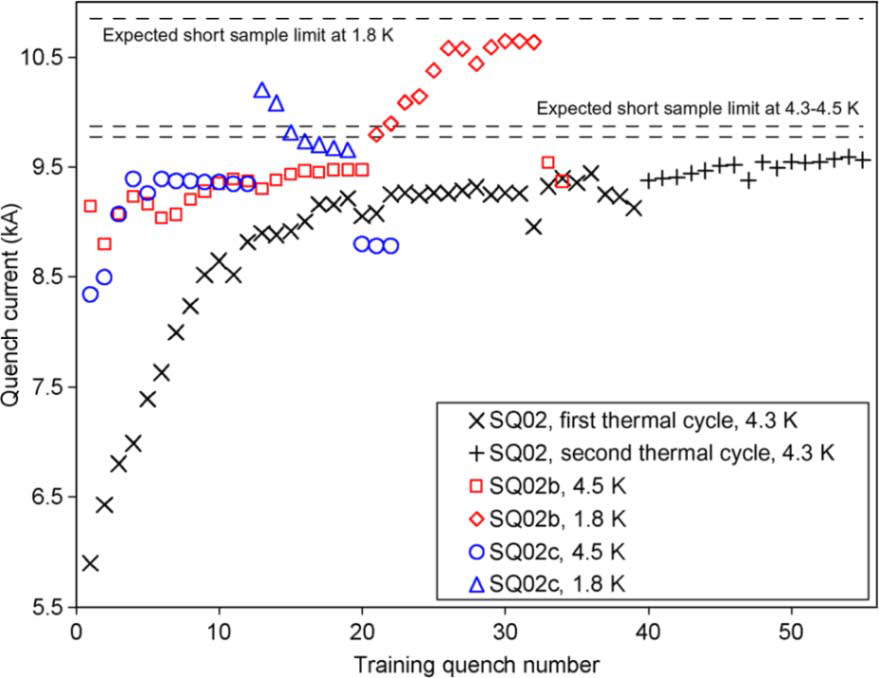 Expected short sample limit at 1.8 K
10.5
Expected short sample limit at 4.3-4.5 K
9.5
8.5
7.5
6.5
5.5
Quench current (kA)
SQ02, first thermal cycle, 4.3 K
SQ02, second thermal cycle, 4.3 K
SQ02b, 4.5 K
SQ02b, 1.8 K
SQ02c, 4.5 K
SQ02c, 1.8 K
0 10 20 30 40 50
Training quench number